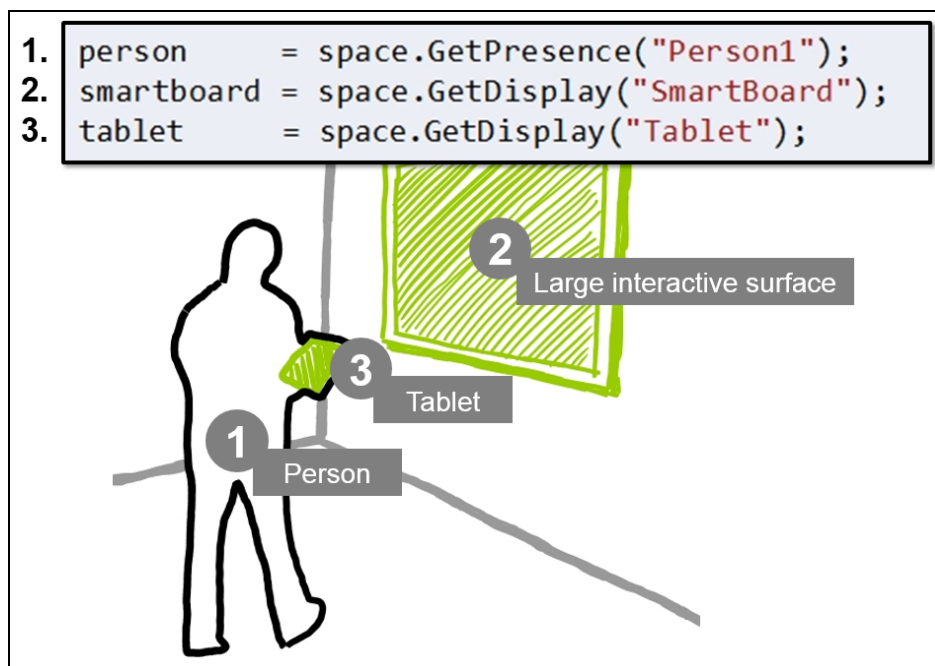 1. person = space.GetPresence("Person1");
2. smartboard = space.GetDisplay("SmartBoard");
3. tablet = space.GetDisplay("Tablet");
2
Large interactive surface
3
Tablet
1
Person